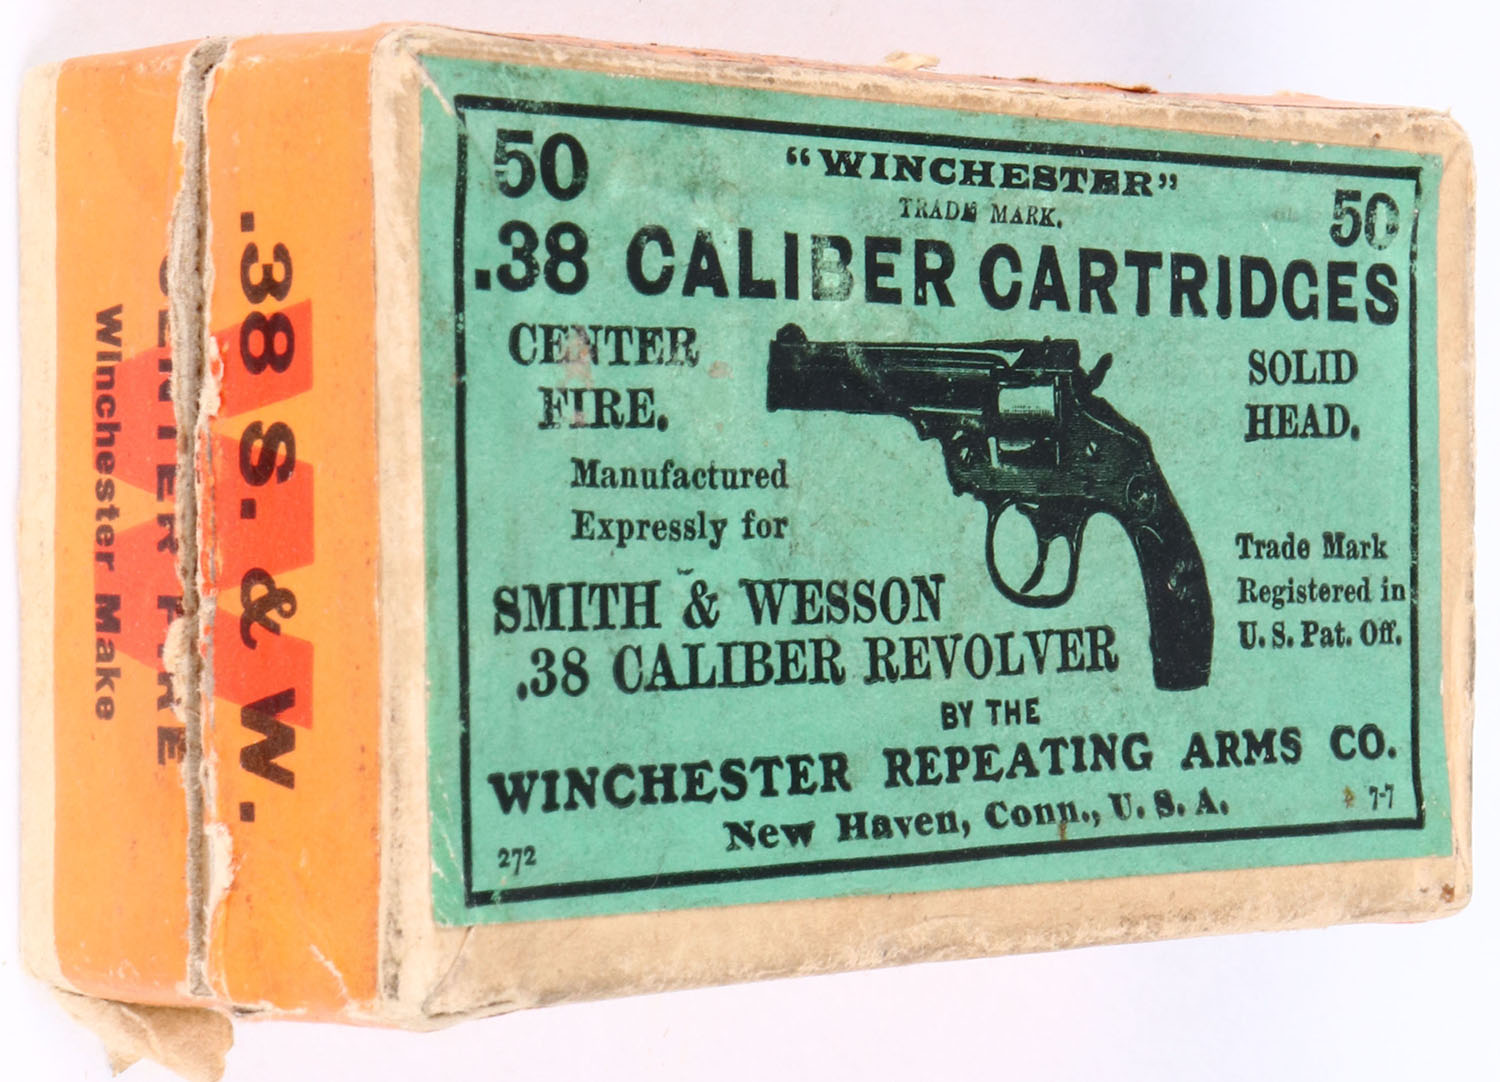 50 "WINCHESTER" 50
TRADE MARK.
.38 CALIBER CARTRIDGES
CENTER
FIRE.
SOLID
HEAD.
Manufactured
Expressly for
SMITH & WESSON
.38 CALIBER REVOLVER
Trade Mark
Registered in
U. S. Pat. Off.
BY THE
WINCHESTER REPEATING ARMS CO.
New Haven, Conn., U. S. A.
272
7-7
.38 S. & W.
CENTER FIRE
Winchester Make
W